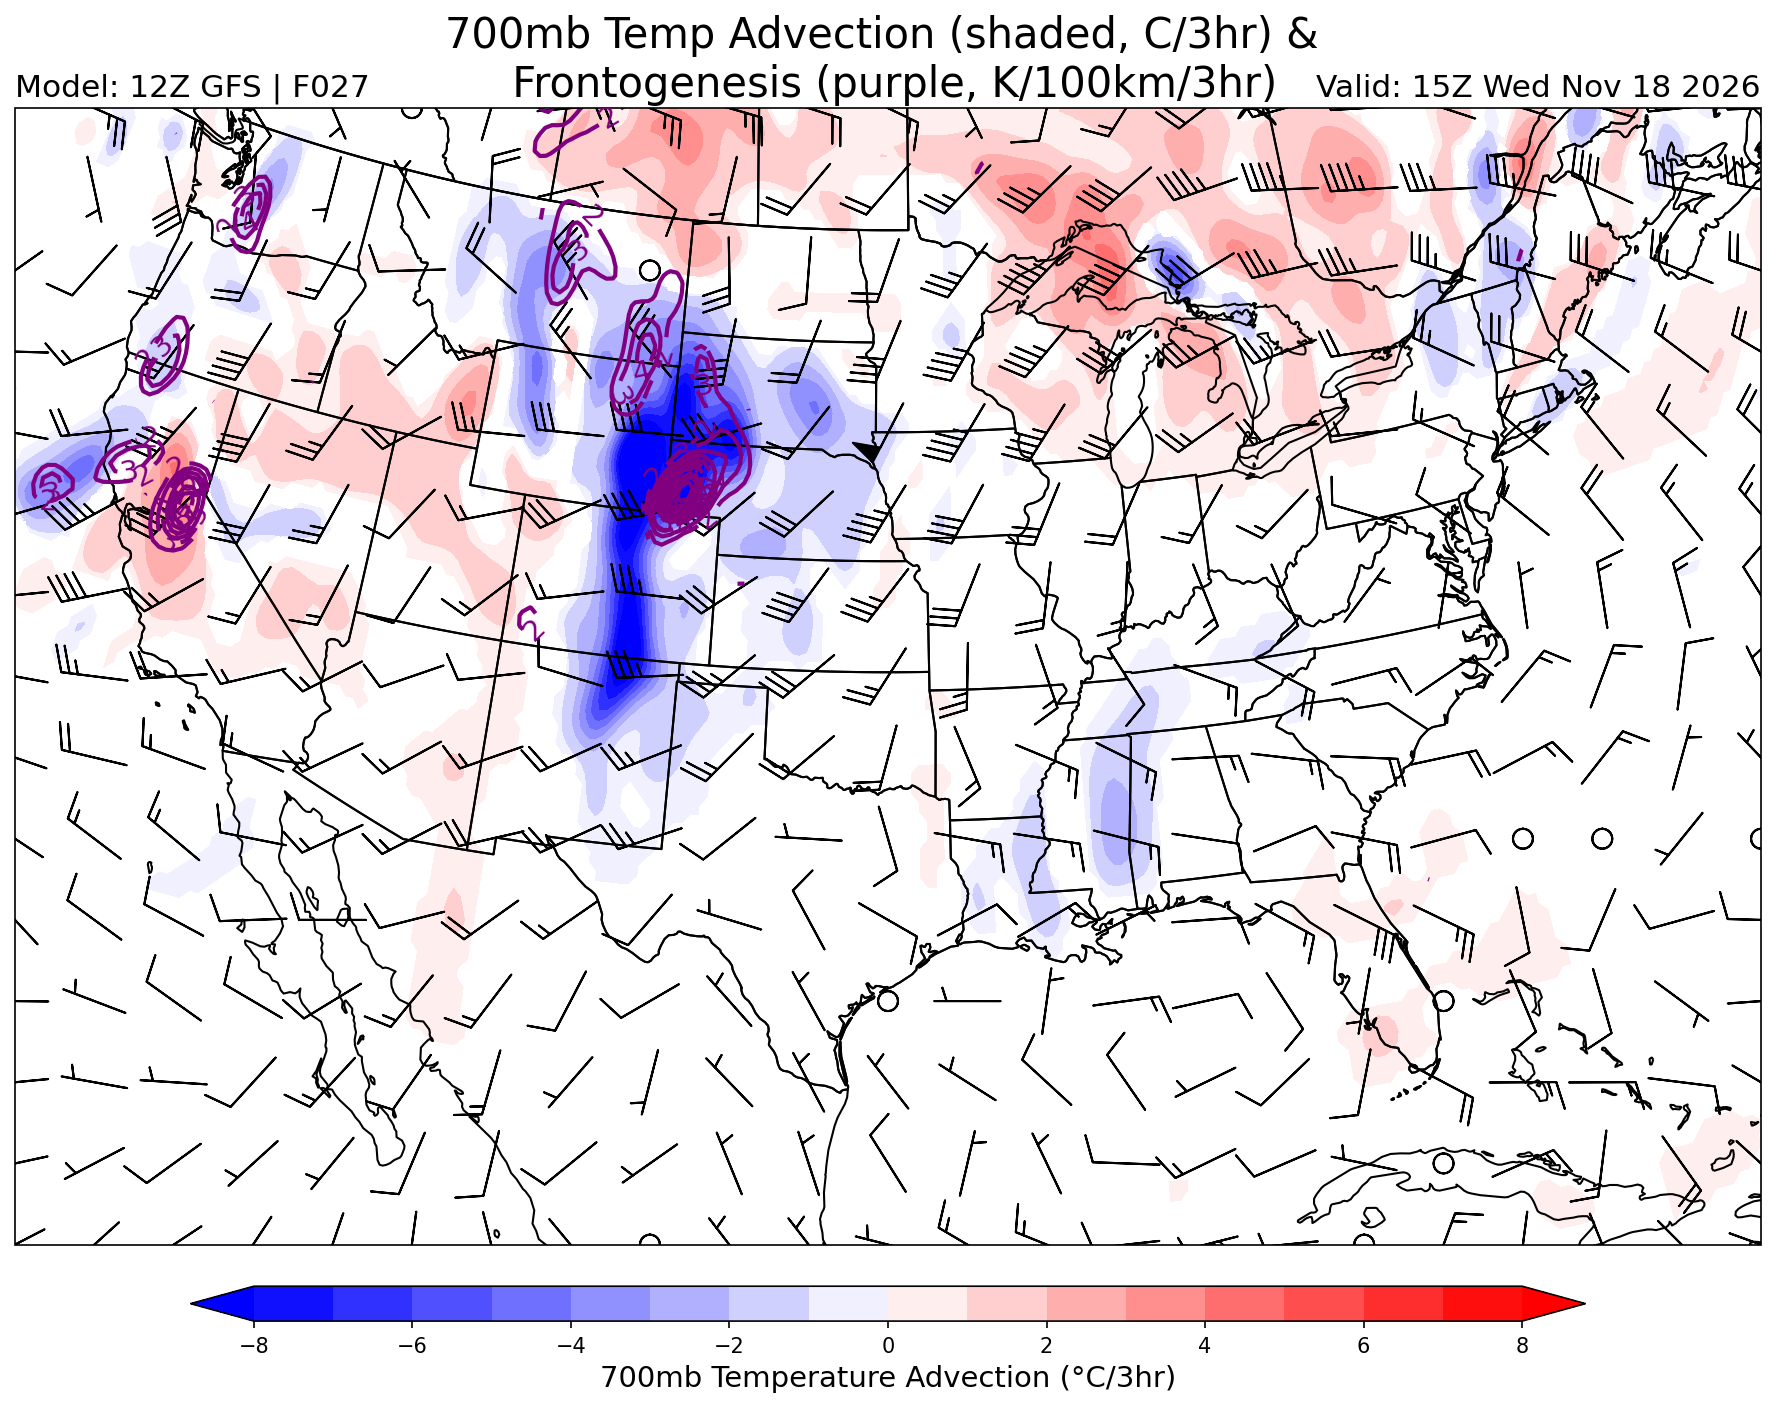 700mb Temp Advection (shaded, C/3hr) &
Frontogenesis (purple, K/100km/3hr)
Model: 12Z GFS | F027
Valid: 15Z Wed Nov 18 2026
−8 −6 −4 −2 0 2 4 6 8
700mb Temperature Advection (°C/3hr)